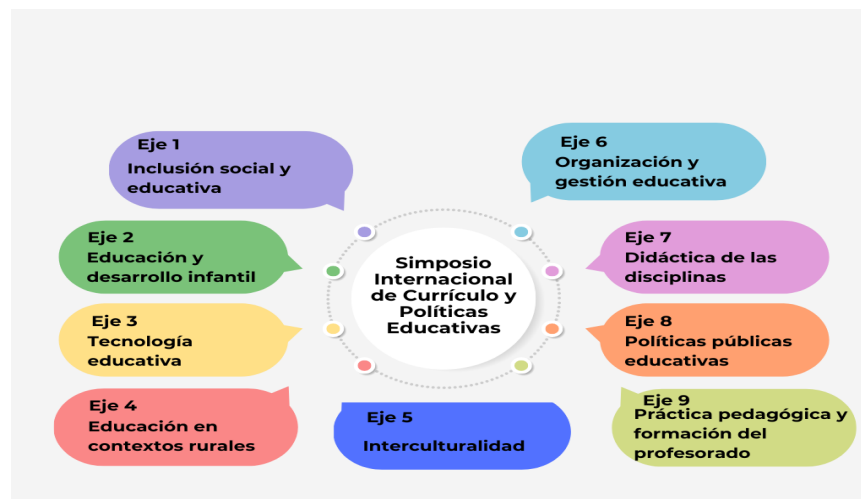 Eje 1
Inclusión social y
educativa
Eje 2
Educación y
desarrollo infantil
Eje 3
Tecnología
educativa
Eje 4
Educación en
contextos rurales
Simposio
Internacional
de Currículo y
Políticas
Educativas
Eje 5
Interculturalidad
Eje 6
Organización y
gestión educativa
Eje 7
Didáctica de las
disciplinas
Eje 8
Políticas públicas
educativas
Eje 9
Práctica pedagógica y
formación del
profesorado